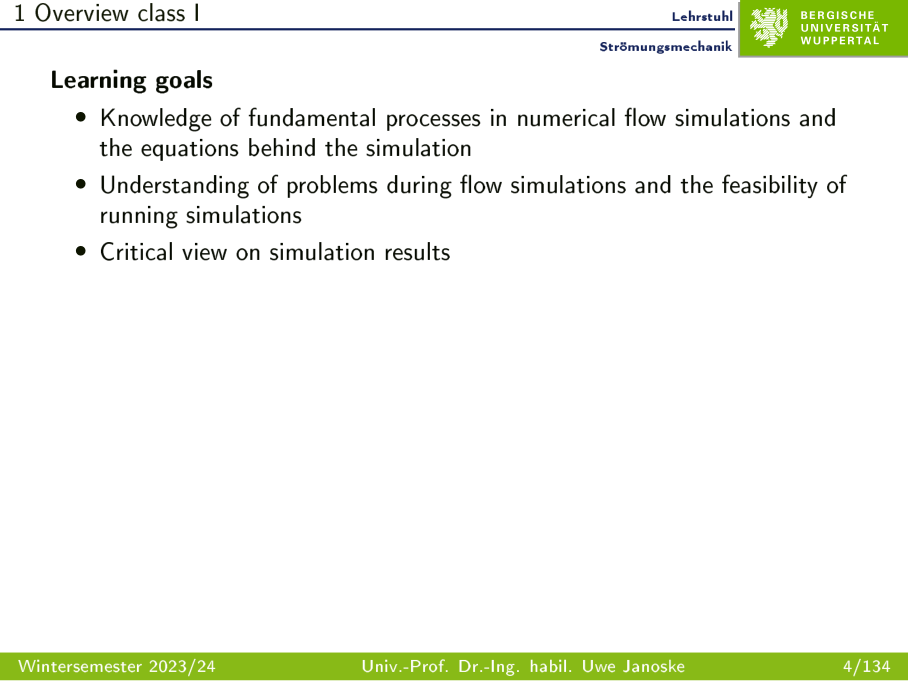 1 Overview class I
Lehrstuhl
Strömungsmechanik
BERGISCHE
UNIVERSITÄT
WUPPERTAL
Learning goals
• Knowledge of fundamental processes in numerical flow simulations and
the equations behind the simulation
• Understanding of problems during flow simulations and the feasibility of
running simulations
• Critical view on simulation results
Wintersemester 2023/24 Univ.-Prof. Dr.-Ing. habil. Uwe Janoske 4/134